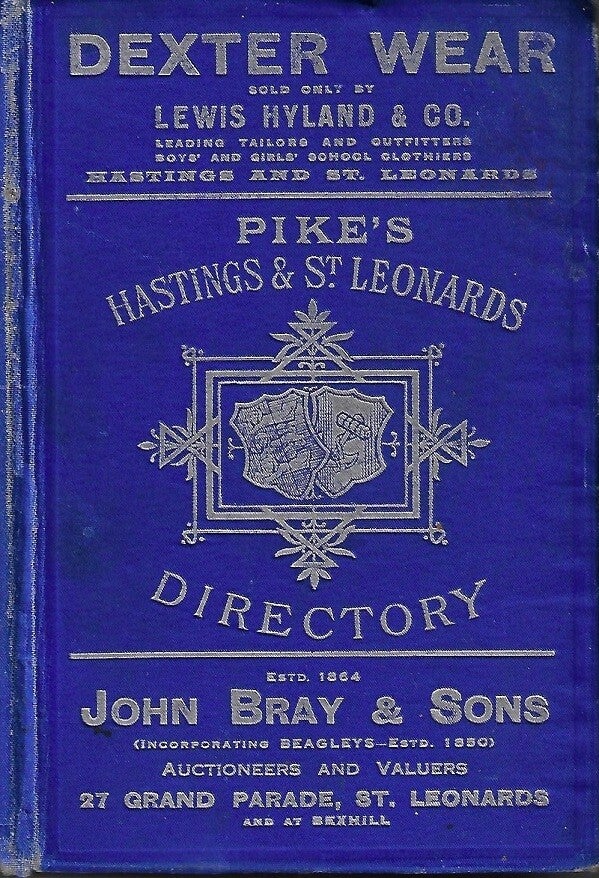 DEXTER WEAR
SOLD ONLY BY
LEWIS HYLAND & CO.
LEADING TAILORS AND OUTFITTERS
BOYS' AND GIRLS' SCHOOL CLOTHIERS
HASTINGS AND ST. LEONARDS
PIKE'S
HASTINGS & ST LEONARDS
DIRECTORY
ESTD. 1864
JOHN BRAY & SONS
(INCORPORATING BEAGLEYS—ESTD. 1850)
AUCTIONEERS AND VALUERS
27 GRAND PARADE, ST. LEONARDS
AND AT BEXHILL